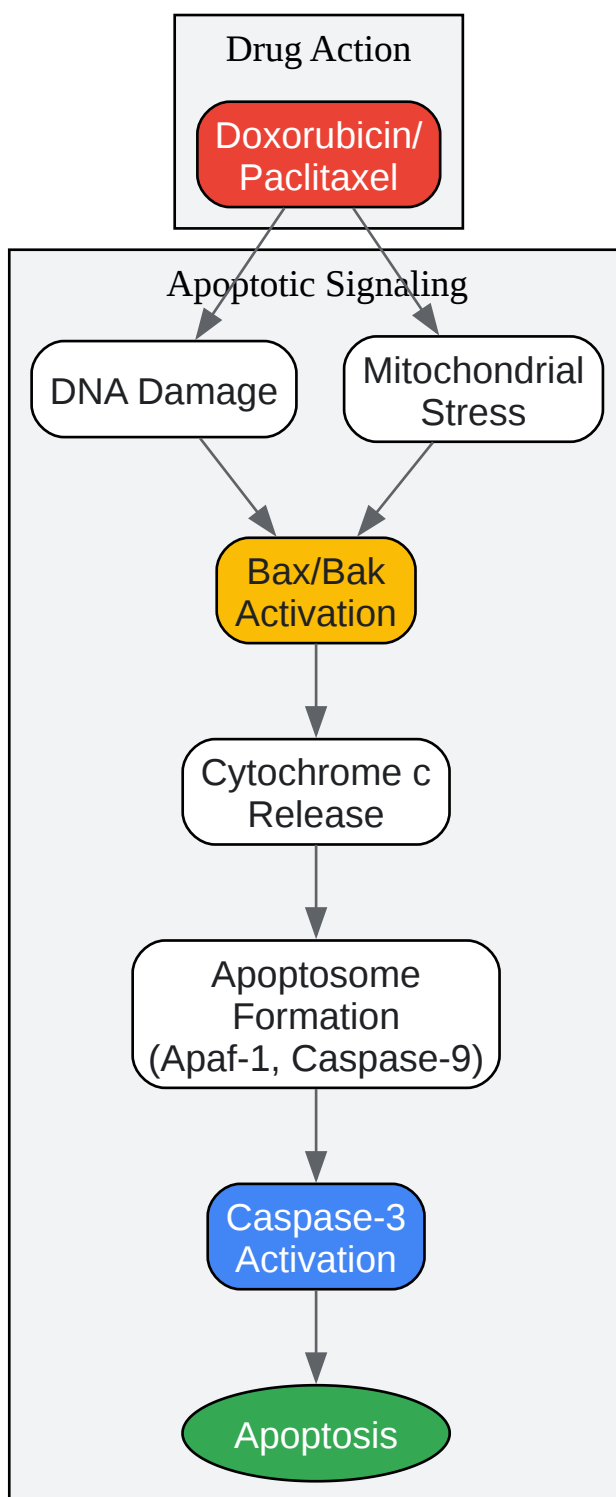 Drug Action
Doxorubicin/
Paclitaxel
Apoptotic Signaling
DNA Damage
Mitochondrial
Stress
Bax/Bak
Activation
Cytochrome c
Release
Apoptosome
Formation
(Apaf-1, Caspase-9)
Caspase-3
Activation
Apoptosis